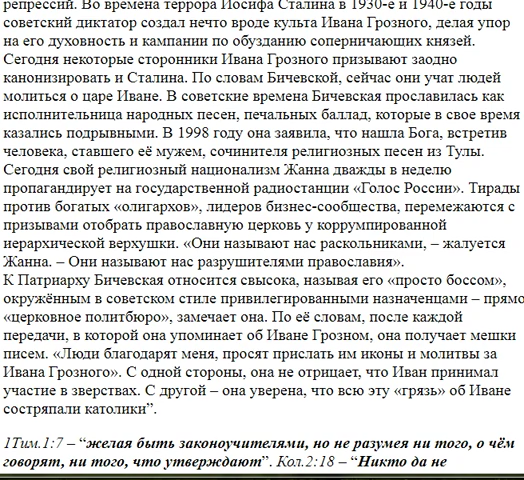 репрессий. Во времена террора Иосифа Сталина в 1930-е и 1940-е годы
советский диктатор создал нечто вроде культа Ивана Грозного, делая упор
на его духовность и кампании по обузданию соперничающих князей.
Сегодня некоторые сторонники Ивана Грозного призывают заодно
канонизировать и Сталина. По словам Бичевской, сейчас они учат людей
молиться о царе Иване. В советские времена Бичевская прославилась как
исполнительница народных песен, печальных баллад, которые в свое время
казались подрывными. В 1998 году она заявила, что нашла Бога, встретив
человека, ставшего её мужем, сочинителя религиозных песен из Тулы.
Сегодня свой религиозный национализм Жанна дважды в неделю
пропагандирует на государственной радиостанции «Голос России». Тирады
против богатых «олигархов», лидеров бизнес-сообщества, перемежаются с
призывами отобрать православную церковь у коррумпированной
иерархической верхушки. «Они называют нас раскольниками, – жалуется
Жанна. – Они называют нас разрушителями православия».
К Патриарху Бичевская относится свысока, называя его «просто боссом»,
окружённым в советском стиле привилегированными назначенцами – прямо
«церковное политбюро», замечает она. По её словам, после каждой
передачи, в которой она упоминает об Иване Грозном, она получает мешки
писем. «Люди благодарят меня, просят прислать им иконы и молитвы за
Ивана Грозного». С одной стороны, она не отрицает, что Иван принимал
участие в зверствах. С другой – она уверена, что всю эту «грязь» об Иване
состряпали католики”.
1Тим.1:7 – “желая быть законоучителями, но не разумея ни того, о чём
говорят, ни того, что утверждают”. Кол.2:18 – “Никто да не